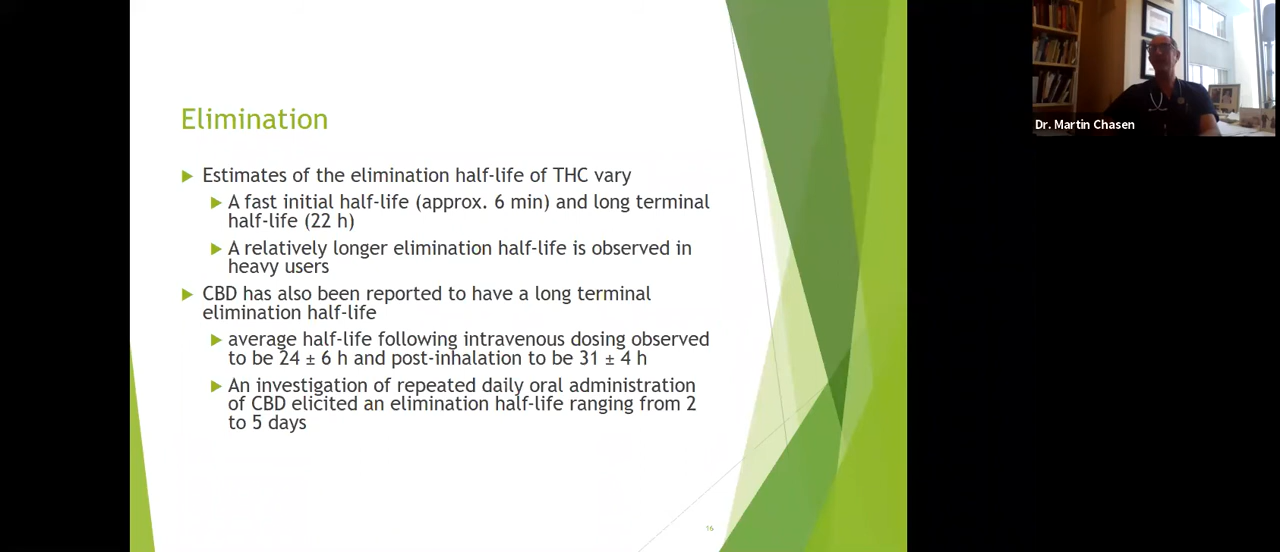 Elimination
Estimates of the elimination half-life of THC vary
A fast initial half-life (approx. 6 min) and long terminal
half-life (22 h)
A relatively longer elimination half-life is observed in
heavy users
CBD has also been reported to have a long terminal
elimination half-life
average half-life following intravenous dosing observed
to be 24 ± 6 h and post-inhalation to be 31 ± 4 h
An investigation of repeated daily oral administration
of CBD elicited an elimination half-life ranging from 2
to 5 days
16
Dr. Martin Chasen